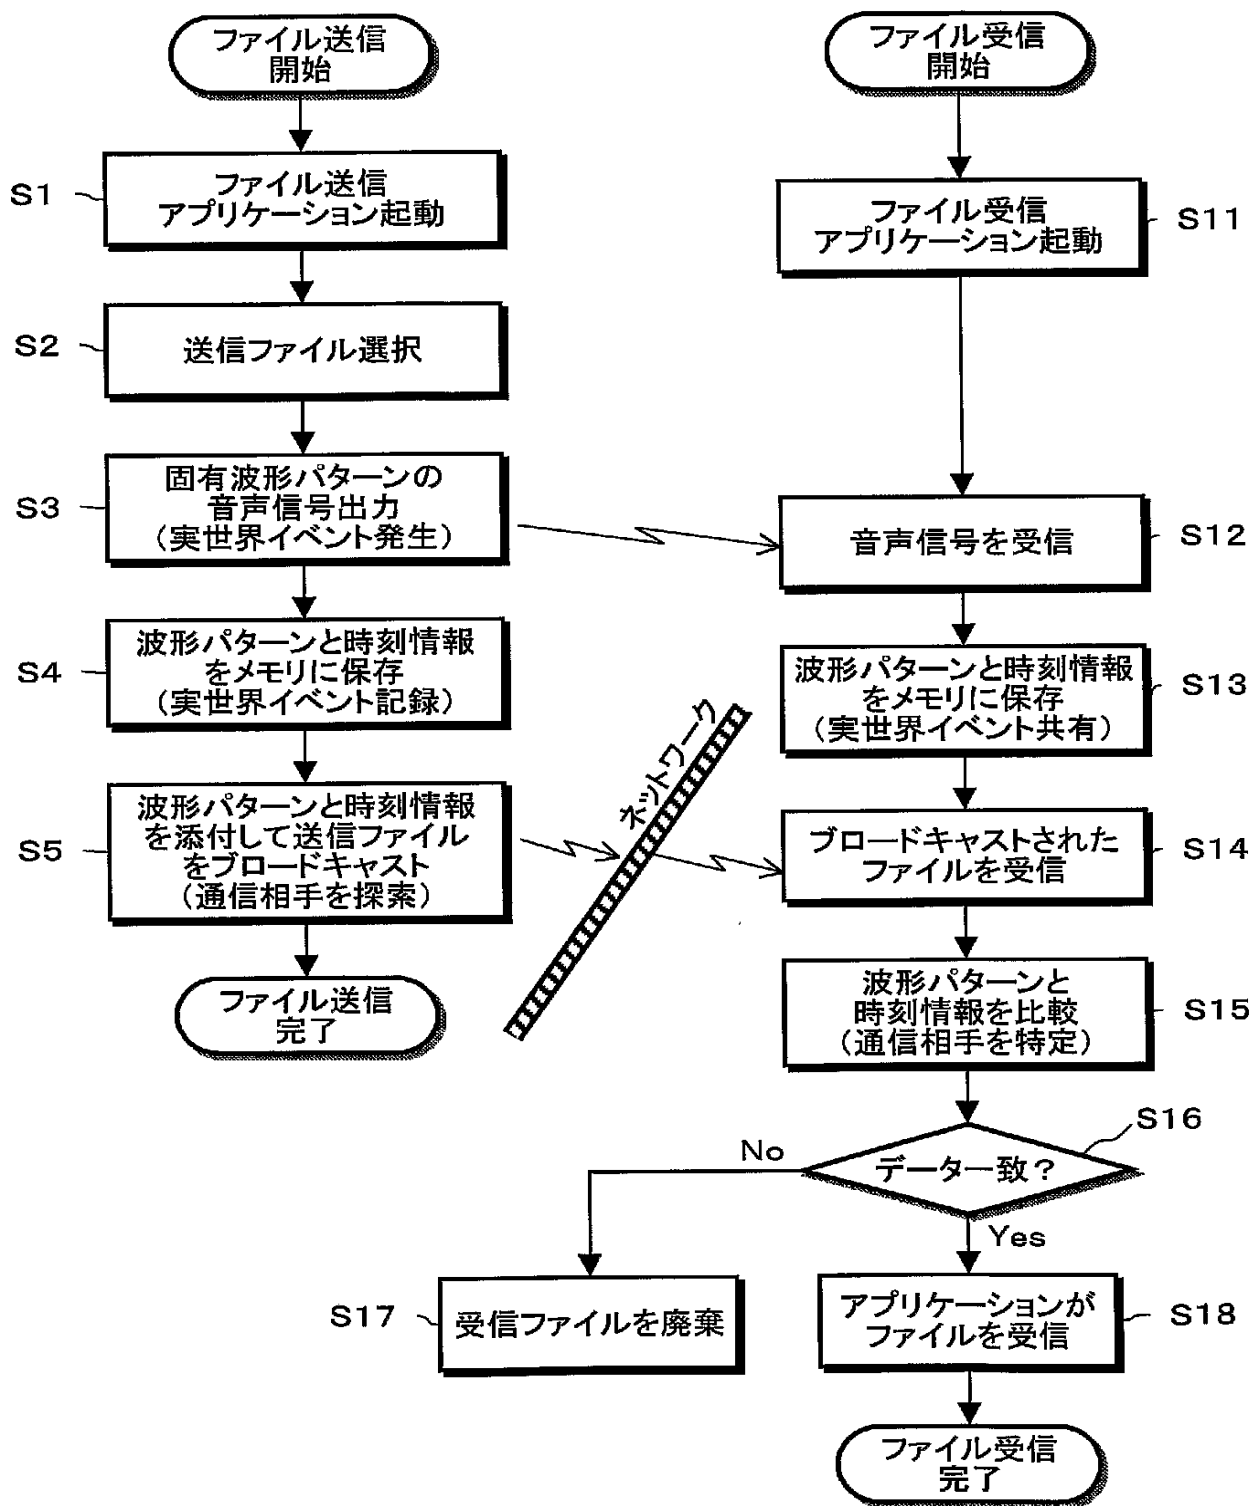 ファイル送信
開始
S1
ファイル送信
アプリケーション起動
S2
送信ファイル選択
S3
固有波形パターンの
音声信号出力
(実世界イベント発生)
S4
波形パターンと時刻情報
をメモリに保存
(実世界イベント記録)
S5
波形パターンと時刻情報
を添付して送信ファイル
をブロードキャスト
(通信相手を探索)
ファイル送信
完了
ネットワーク
ファイル受信
開始
ファイル受信
アプリケーション起動
S11
音声信号を受信
S12
波形パターンと時刻情報
をメモリに保存
(実世界イベント共有)
S13
ブロードキャストされた
ファイルを受信
S14
波形パターンと
時刻情報を比較
(通信相手を特定)
S15
データ一致?
S16
No
Yes
S17
受信ファイルを廃棄
アプリケーションが
ファイルを受信
S18
ファイル受信
完了